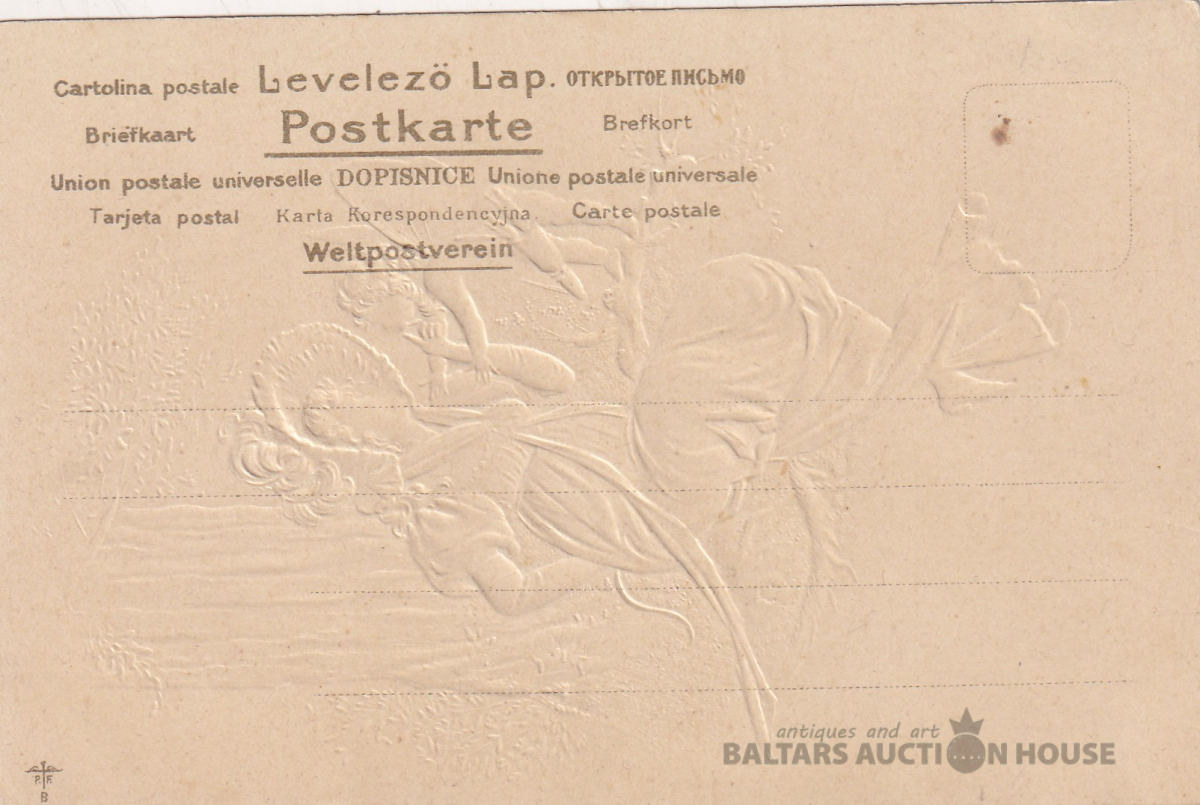 Cartolina postale Levelezö Lap. ОТКРЫТОЕ ПИСЬМО
Briefkaart Postkarte Brefkort
Union postale universelle DOPISNICE Unione postale universale
Tarjeta postal Karta Korespondencyjna. Carte postale
Weltpostverein
antiques and art
BALTARS AUCTION HOUSE
P. F.
B